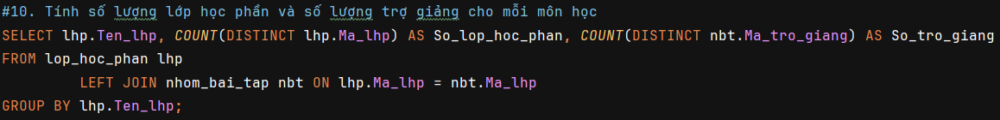 #10. Tính số lượng lớp học phần và số lượng trợ giảng cho mỗi môn học
SELECT lhp.Ten_lhp, COUNT(DISTINCT lhp.Ma_lhp) AS So_lop_hoc_phan, COUNT(DISTINCT nbt.Ma_tro_giang) AS So_tro_giang
FROM lop_hoc_phan lhp
LEFT JOIN nhom_bai_tap nbt ON lhp.Ma_lhp = nbt.Ma_lhp
GROUP BY lhp.Ten_lhp;